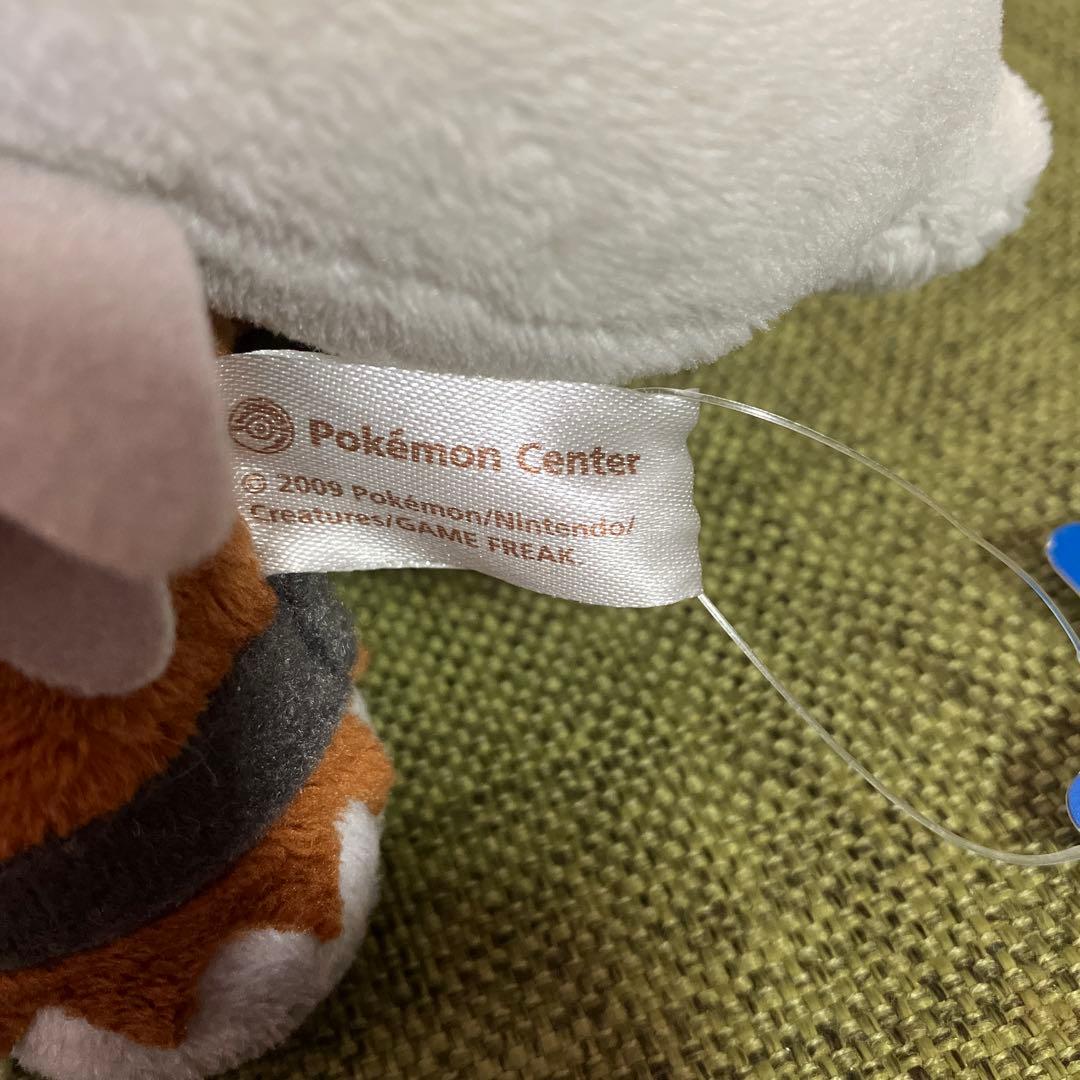 Pokémon Center
© 2009 Pokémon/Nintendo/
Creatures/GAME FREAK.